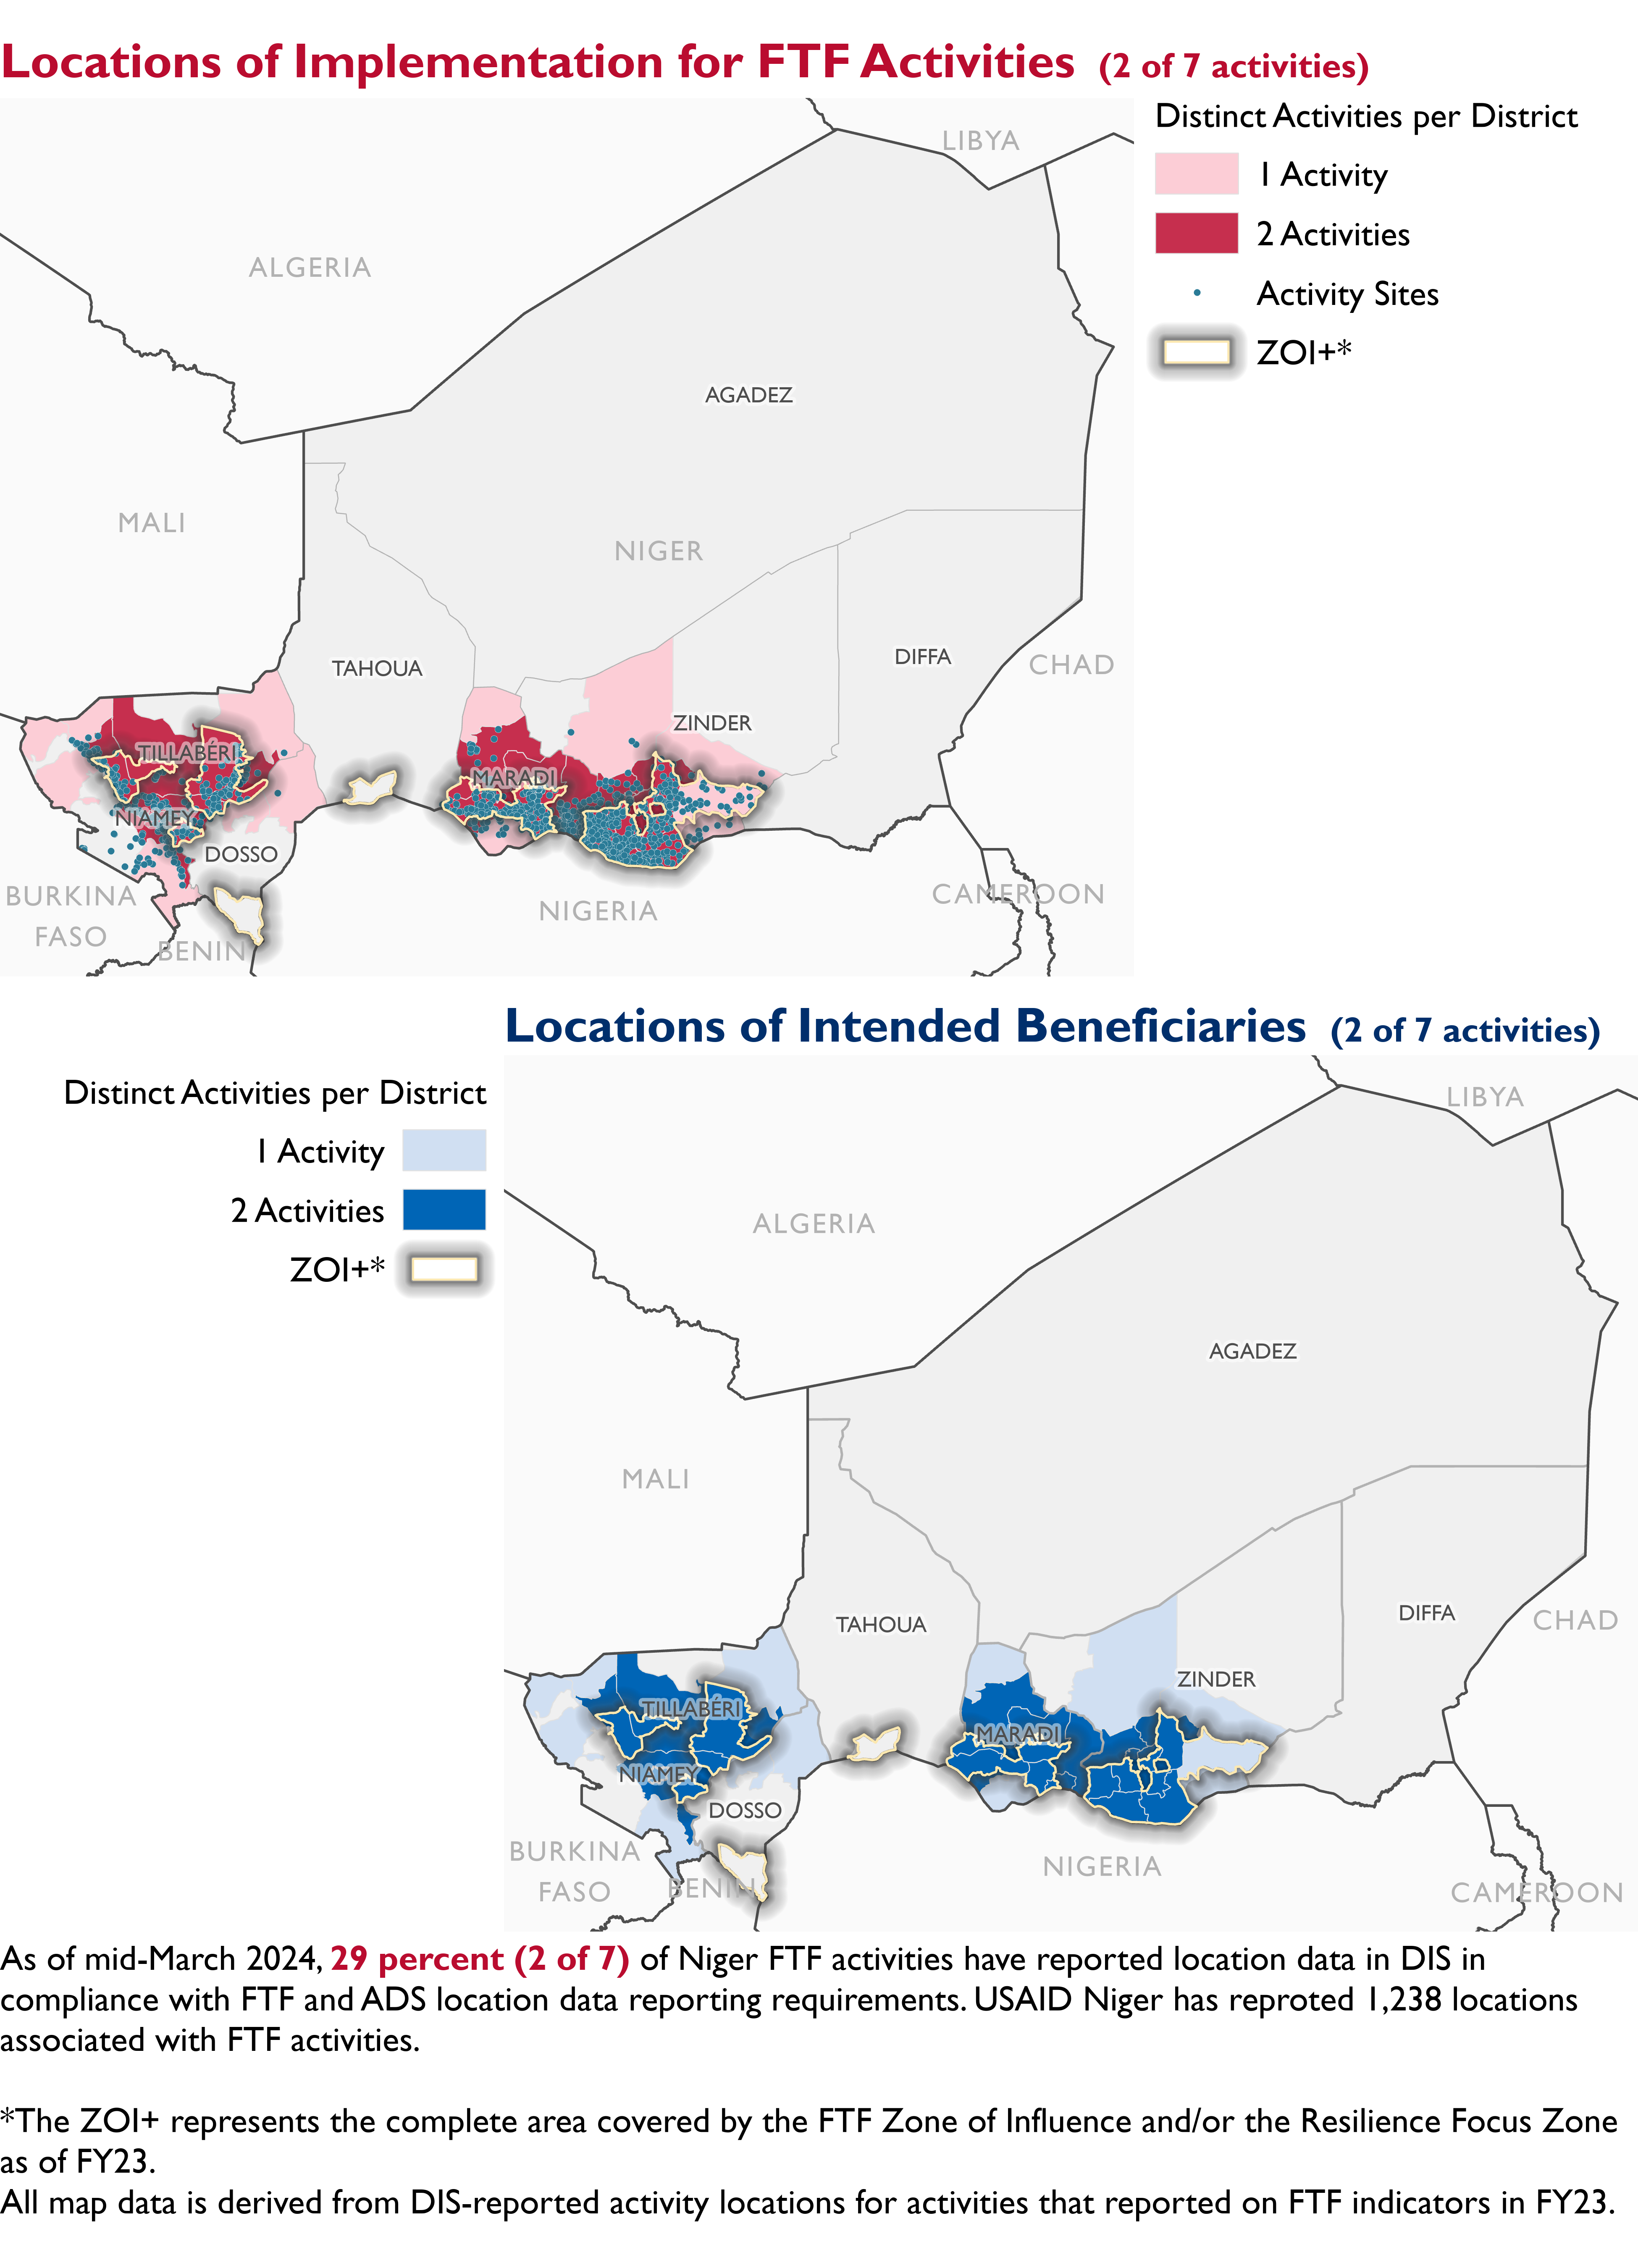 Locations of Implementation for FTF Activities (2 of 7 activities)
Distinct Activities per District
1 Activity
2 Activities
Activity Sites
ZOI+*
LIBYA
ALGERIA
AGADEZ
MALI
NIGER
TAHOUA
DIFFA
CHAD
ZINDER
TILLABÉRI
MARADI
NIAMEY
DOSSO
BURKINA
FASO
BENIN
NIGERIA
CAMEROON
Locations of Intended Beneficiaries (2 of 7 activities)
Distinct Activities per District
1 Activity
2 Activities
ZOI+*
LIBYA
ALGERIA
AGADEZ
MALI
TAHOUA
DIFFA
CHAD
ZINDER
TILLABÉRI
MARADI
NIAMEY
DOSSO
BURKINA
FASO
BENIN
NIGERIA
CAMEROON
As of mid-March 2024, 29 percent (2 of 7) of Niger FTF activities have reported location data in DIS in
compliance with FTF and ADS location data reporting requirements. USAID Niger has reproted 1,238 locations
associated with FTF activities.
*The ZOI+ represents the complete area covered by the FTF Zone of Influence and/or the Resilience Focus Zone
as of FY23.
All map data is derived from DIS-reported activity locations for activities that reported on FTF indicators in FY23.